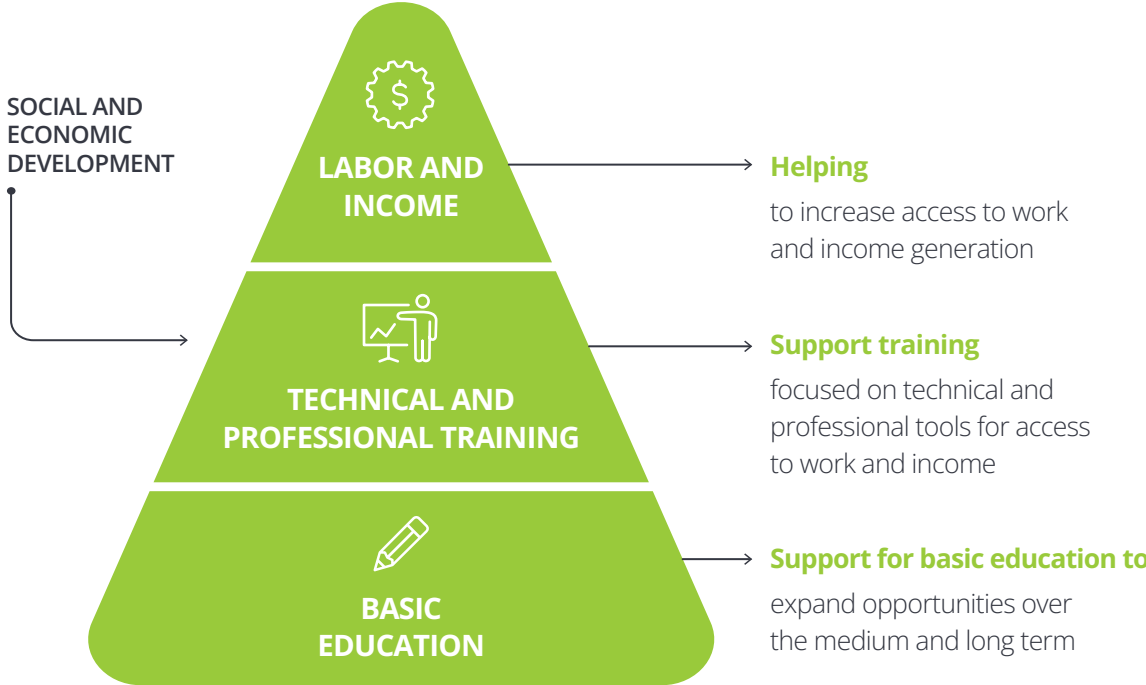 SOCIAL AND
ECONOMIC
DEVELOPMENT
$
LABOR AND
INCOME
Helping
to increase access to work
and income generation
TECHNICAL AND
PROFESSIONAL TRAINING
Support training
focused on technical and
professional tools for access
to work and income
BASIC
EDUCATION
Support for basic education to
expand opportunities over
the medium and long term